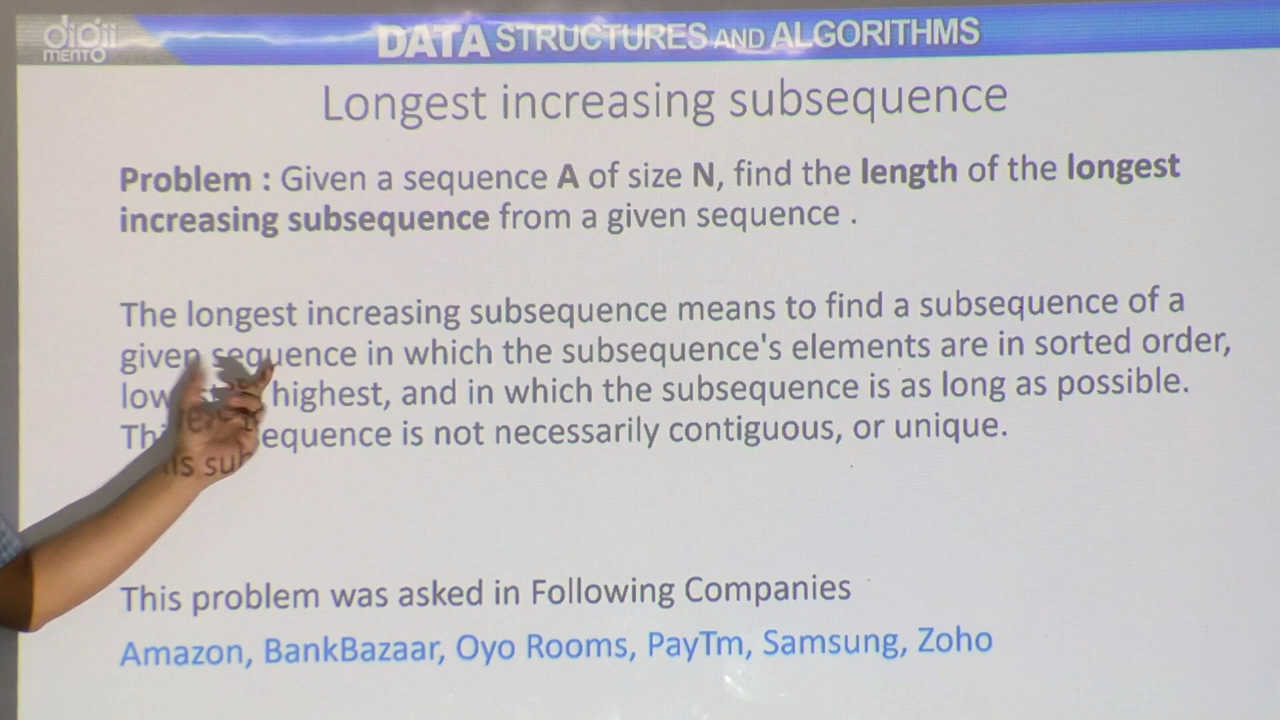 didii
MENTO
DATA STRUCTURES AND ALGORITHMS
Longest increasing subsequence
Problem : Given a sequence A of size N, find the length of the longest
increasing subsequence from a given sequence .
The longest increasing subsequence means to find a subsequence of a
given sequence in which the subsequence's elements are in sorted order,
highest, and in which the subsequence is as long as possible.
is not necessarily contiguous, or unique.
This problem was asked in Following Companies
Amazon, BankBazaar, Oyo Rooms, PayTm, Samsung, Zoho